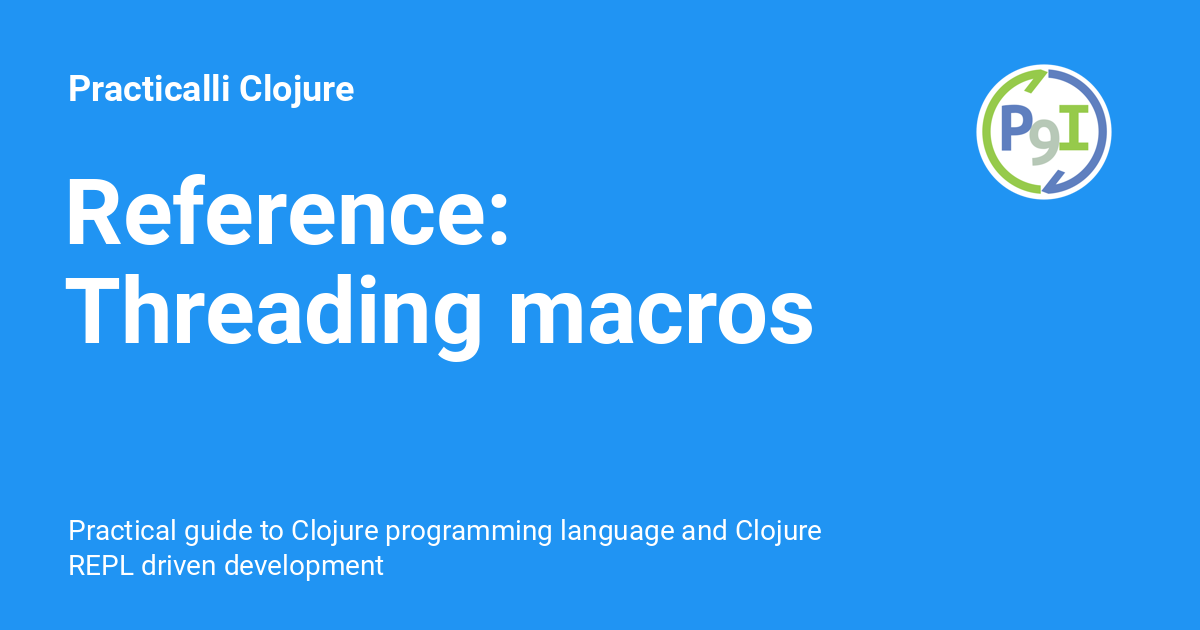 Practicalli Clojure
P9I
Reference:
Threading macros
Practical guide to Clojure programming language and Clojure
REPL driven development